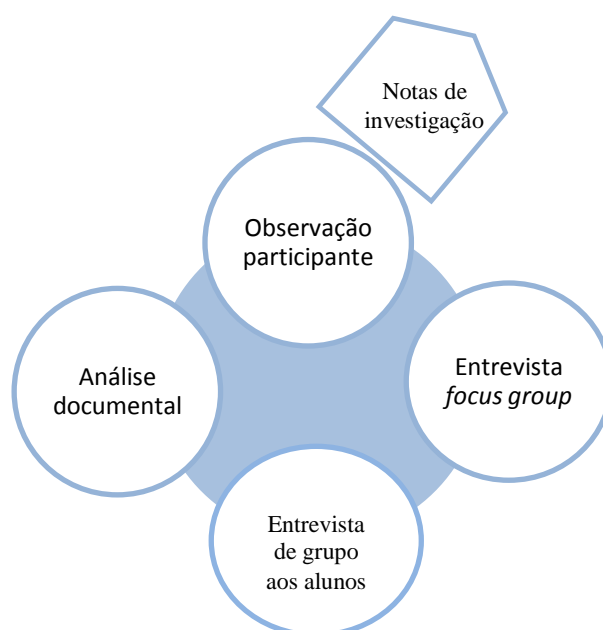 Notas de
investigação
Observação
participante
Análise
documental
Entrevista
focus group
Entrevista
de grupo
aos alunos